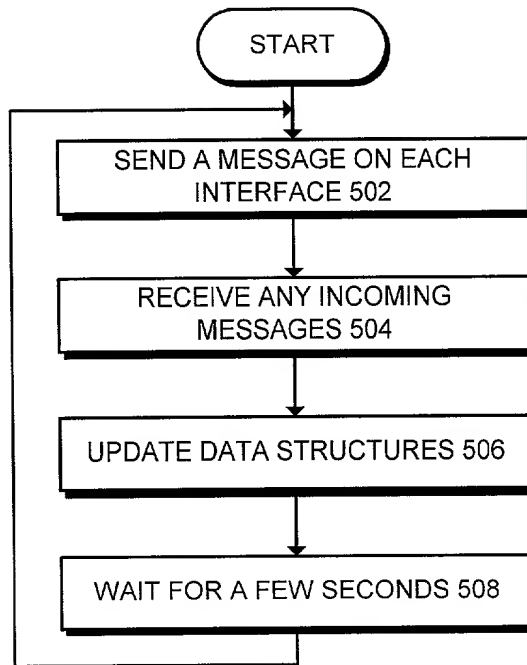 START
SEND A MESSAGE ON EACH
INTERFACE 502
RECEIVE ANY INCOMING
MESSAGES 504
UPDATE DATA STRUCTURES 506
WAIT FOR A FEW SECONDS 508